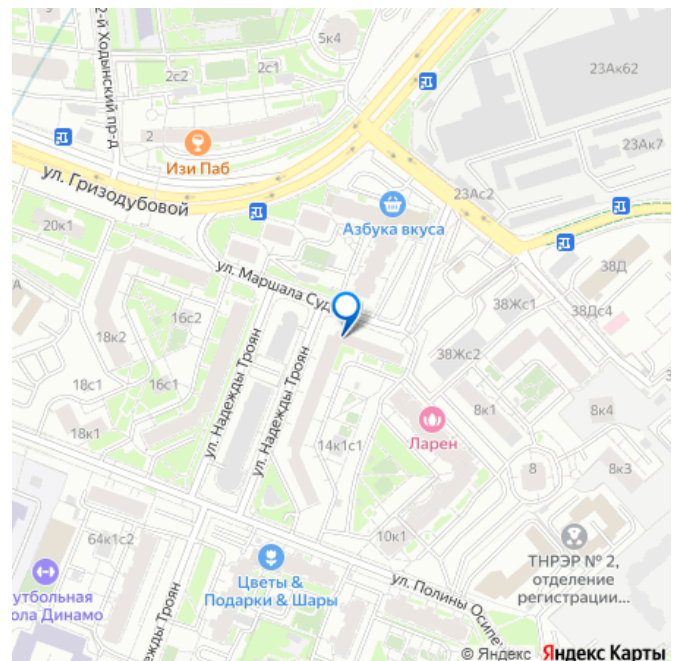 2-й Ходынский пр-д
5к4
2с2
2с1
23Ак62
2
Изи Паб
23Ак7
ул. Гризодубовой
23Ас2
20к1
Азбука вкуса
ул. Маршала Суд
38Д
А
16с2
18к2
38Жс1
38Дс4
38Жс2
ул. Надежды Троян
ул. Надежды Троян
18с1
16с1
8к1
8к4
Ларен
18к1
14к1с1
8
8к3
10к1
64к1с2
Цветы &
Подарки & Шары
ТНРЭР № 2,
отделение
регистрации...
утбольная
ола Динамо
ул. Полины Осипе
Надежды Троян
© Яндекс Яндекс Карты